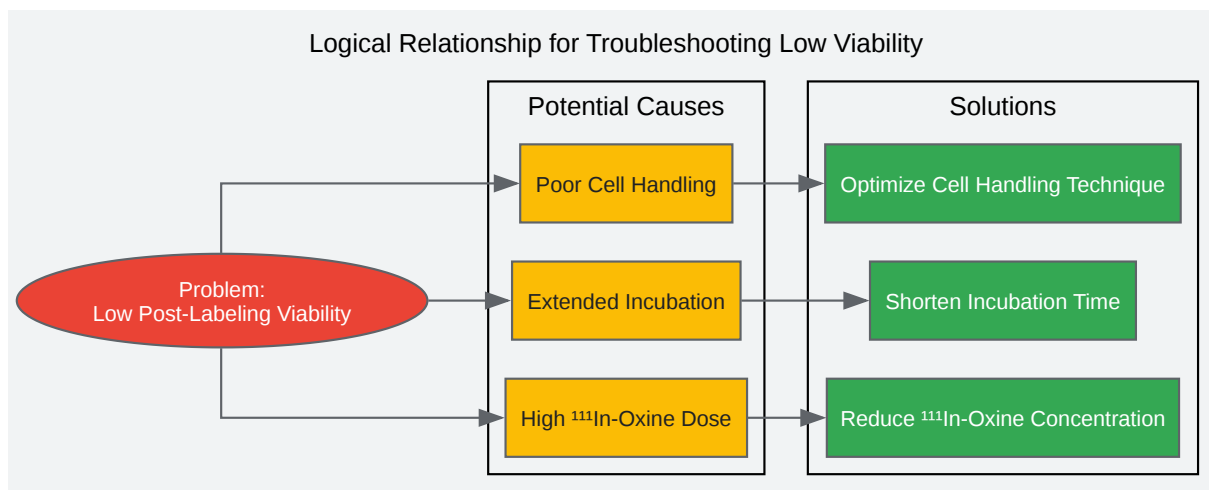 Logical Relationship for Troubleshooting Low Viability
Potential Causes
Solutions
Poor Cell Handling
Optimize Cell Handling Technique
Problem:
Low Post-Labeling Viability
Extended Incubation
Shorten Incubation Time
High ¹¹¹In-Oxine Dose
Reduce ¹¹¹In-Oxine Concentration